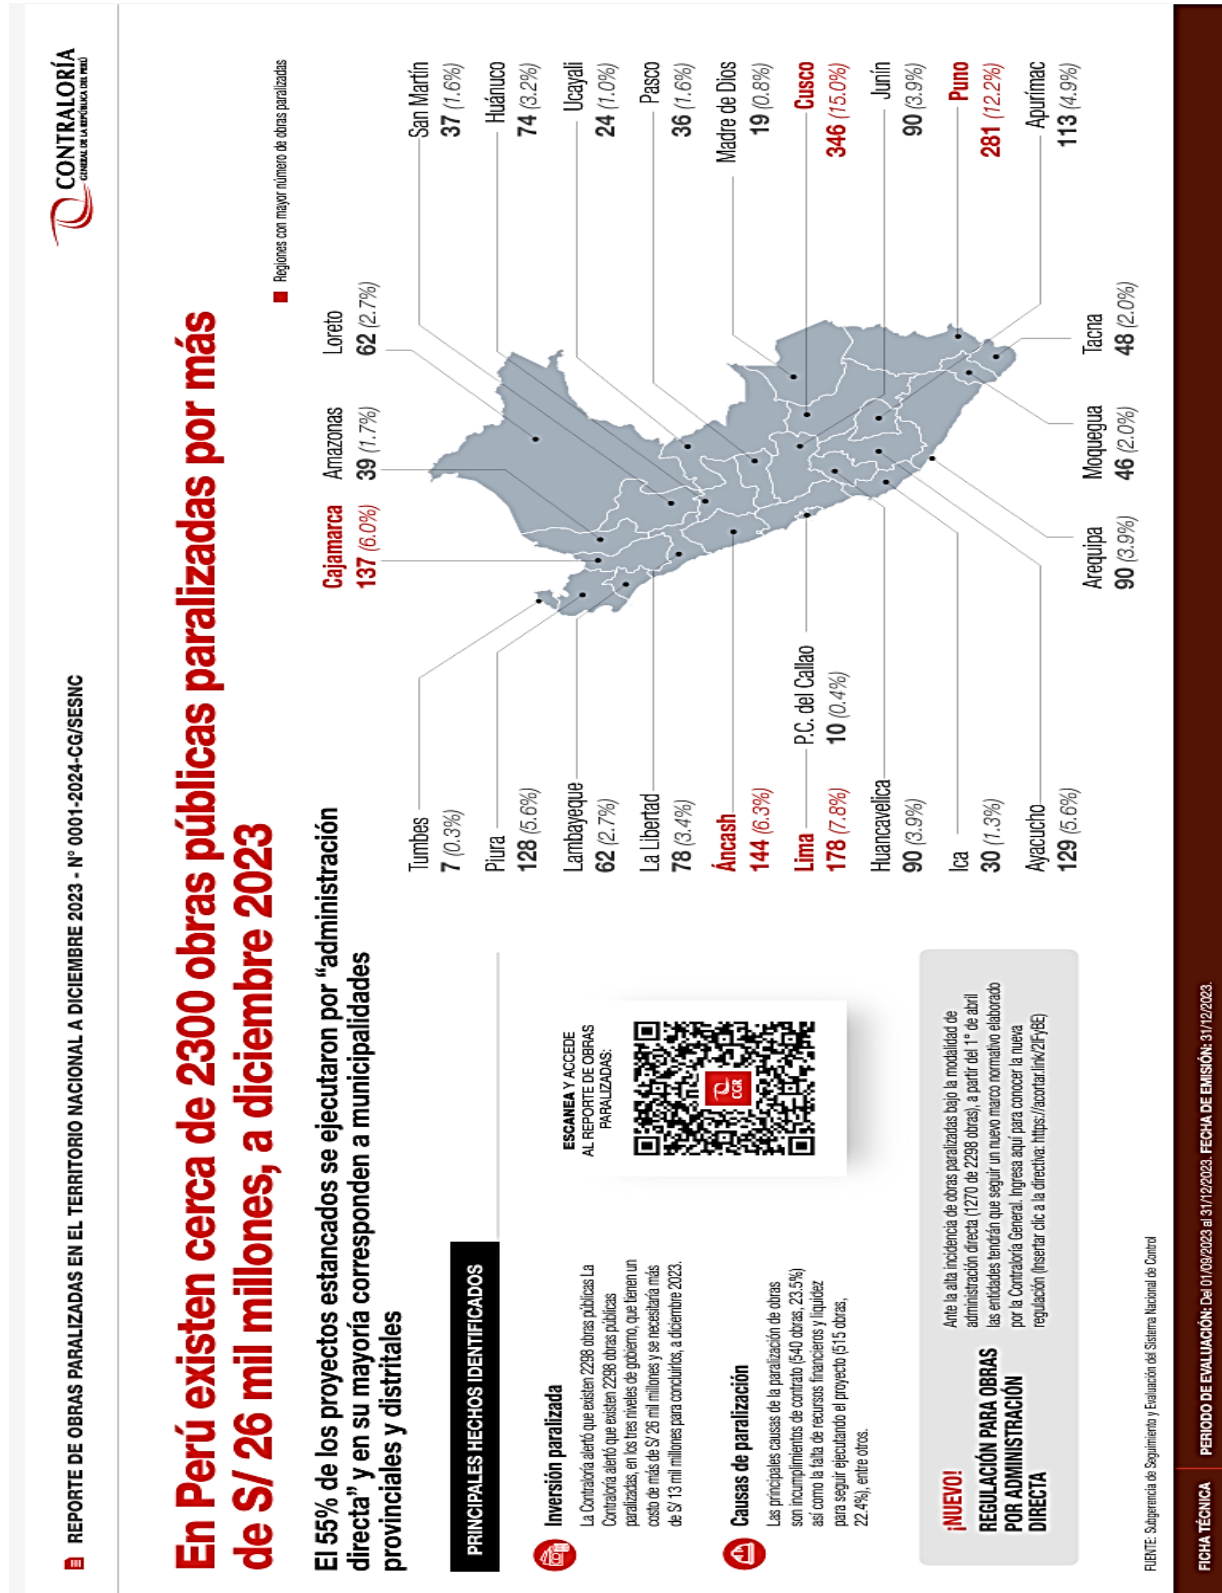 REPORTE DE OBRAS PARALIZADAS EN EL TERRITORIO NACIONAL A DICIEMBRE 2023 - N° 0001-2024-CG/SESNC
CONTRALORÍA
GENERAL DE LA REPÚBLICA DEL PERÚ
En Perú existen cerca de 2300 obras públicas paralizadas por más
de S/ 26 mil millones, a diciembre 2023
Regiones con mayor número de obras paralizadas
El 55% de los proyectos estancados se ejecutaron por “administración
directa” y en su mayoría corresponden a municipalidades
provinciales y distritales
PRINCIPALES HECHOS IDENTIFICADOS
Inversión paralizada
La Contraloría alertó que existen 2298 obras públicas La
Contraloría alertó que existen 2298 obras públicas
paralizadas, en los tres niveles de gobierno, que tienen un
costo de más de S/ 26 mil millones y se necesitaría más
de S/ 13 mil millones para concluirlos, a diciembre 2023.
Causas de paralización
Las principales causas de la paralización de obras
son incumplimientos de contrato (540 obras, 23.5%)
así como la falta de recursos financieros y liquidez
para seguir ejecutando el proyecto (515 obras,
22.4%), entre otros.
ESCANEA Y ACCEDE
AL REPORTE DE OBRAS
PARALIZADAS:
CGR
¡NUEVO!
REGULACIÓN PARA OBRAS
POR ADMINISTRACIÓN
DIRECTA
Ante la alta incidencia de obras paralizadas bajo la modalidad de
administración directa (1270 de 2298 obras), a partir del 1° de abril
las entidades tendrán que seguir un nuevo marco normativo elaborado
por la Contraloría General. Ingresa aquí para conocer la nueva
regulación (Insertar clic a la directiva: https://acortar.link/2IFyBE)
Tumbes
7 (0.3%)
Piura
128 (5.6%)
Lambayeque
62 (2.7%)
La Libertad
78 (3.4%)
Áncash
144 (6.3%)
Lima
178 (7.8%)
P.C. del Callao
10 (0.4%)
Huancavelica
90 (3.9%)
Ica
30 (1.3%)
Ayacucho
129 (5.6%)
Cajamarca
137 (6.0%)
Amazonas
39 (1.7%)
Loreto
62 (2.7%)
San Martín
37 (1.6%)
Huánuco
74 (3.2%)
Ucayali
24 (1.0%)
Pasco
36 (1.6%)
Madre de Dios
19 (0.8%)
Cusco
346 (15.0%)
Junín
90 (3.9%)
Puno
281 (12.2%)
Apurímac
113 (4.9%)
Arequipa
90 (3.9%)
Moquegua
46 (2.0%)
Tacna
48 (2.0%)
FUENTE: Subgerencia de Seguimiento y Evaluación del Sistema Nacional de Control
FICHA TÉCNICA
PERIODO DE EVALUACIÓN: Del 01/09/2023 al 31/12/2023. FECHA DE EMISIÓN: 31/12/2023.